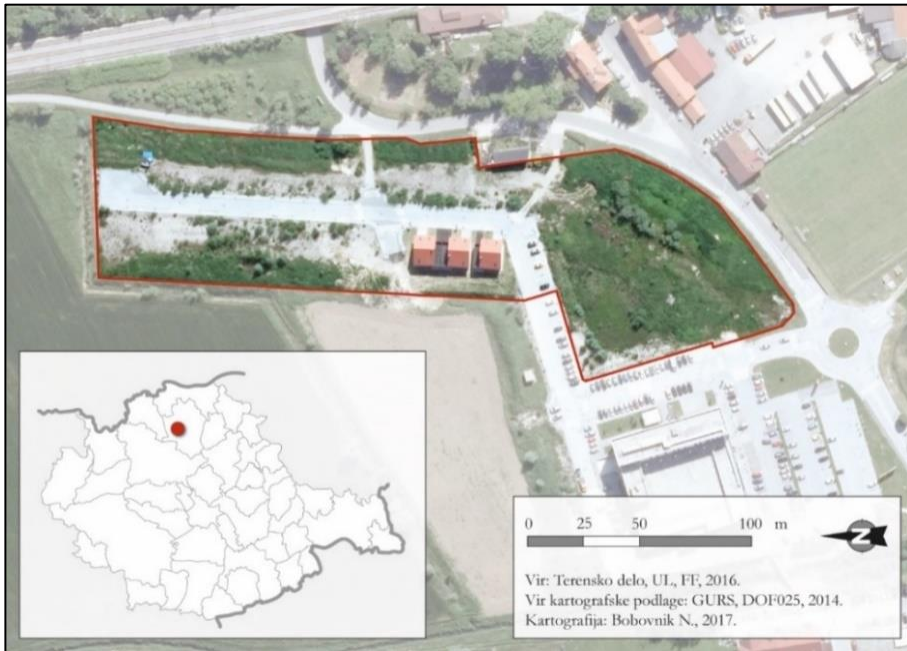 0 25 50 100 m
Z
Vir: Terensko delo, UL, FF, 2016.
Vir kartografske podlage: GURS, DOF025, 2014.
Kartografija: Bobovnik N., 2017.